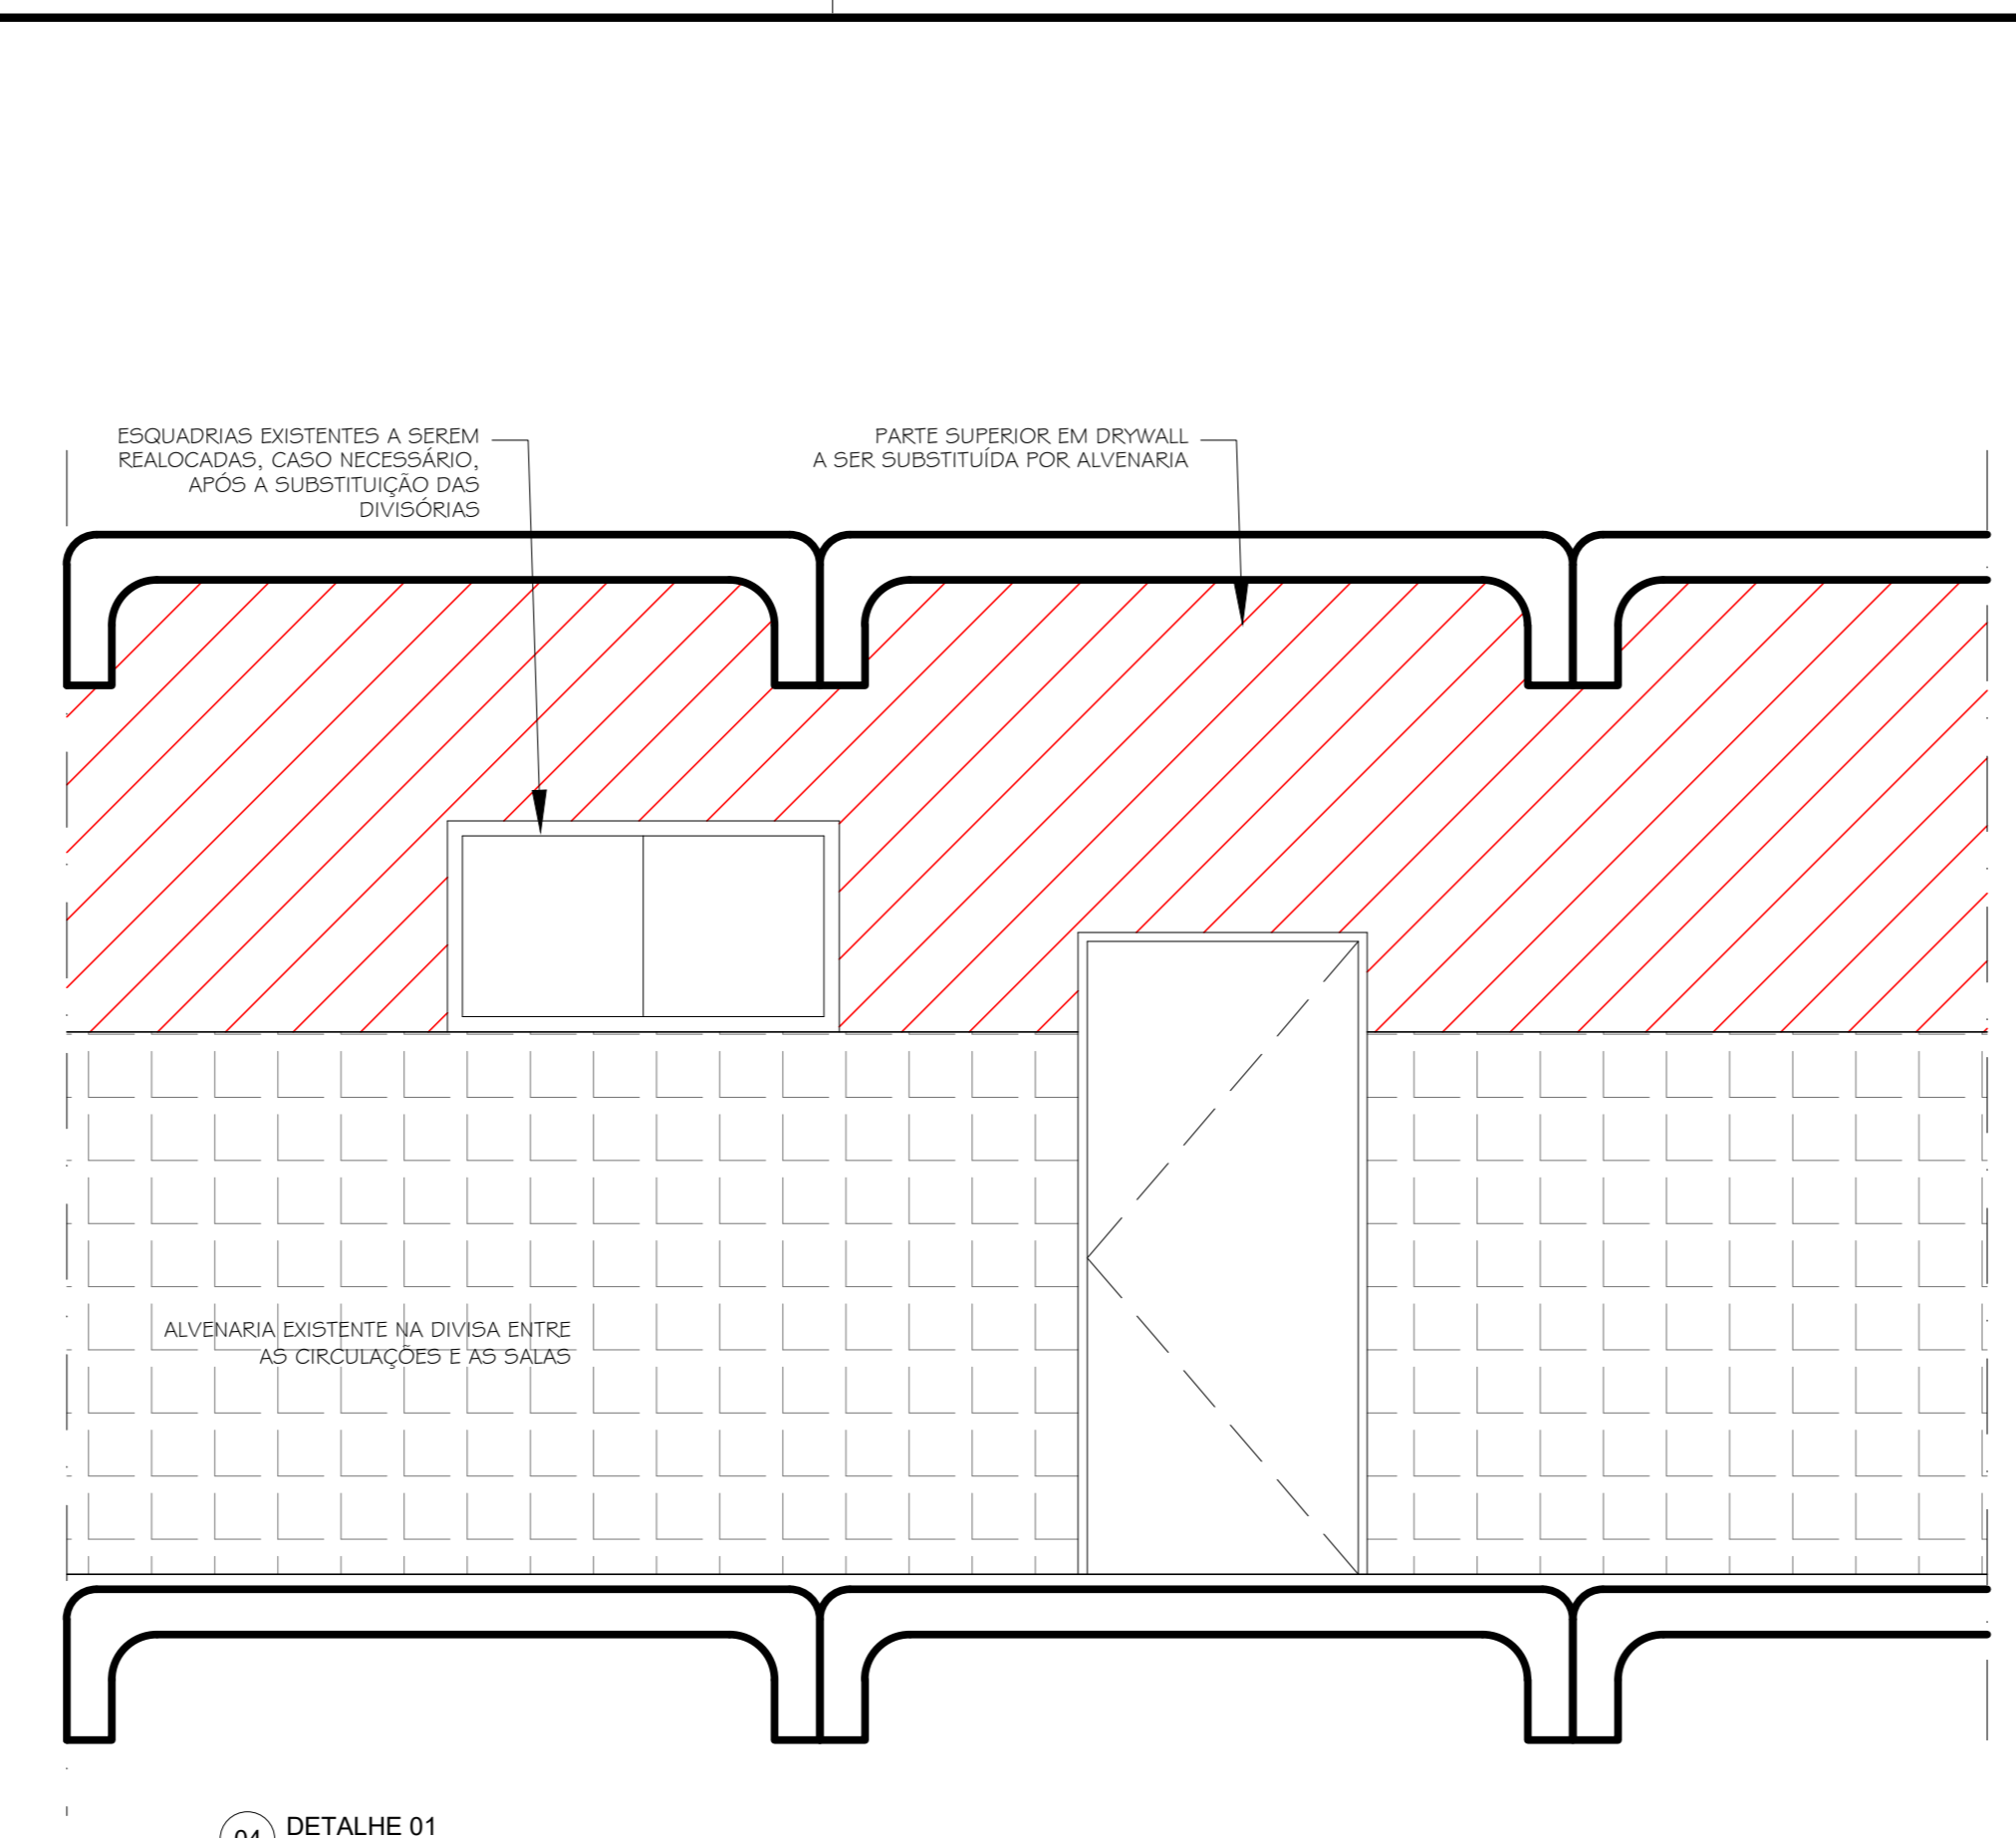 ESQUADRIAS EXISTENTES A SEREM
REALOCADAS, CASO NECESSÁRIO,
APÓS A SUBSTITUIÇÃO DAS
DIVISÓRIAS
PARTE SUPERIOR EM DRYWALL
A SER SUBSTITUÍDA POR ALVENARIA
ALVENARIA EXISTENTE NA DIVISA ENTRE
AS CIRCULAÇÕES E AS SALAS
04
DETALHE 01